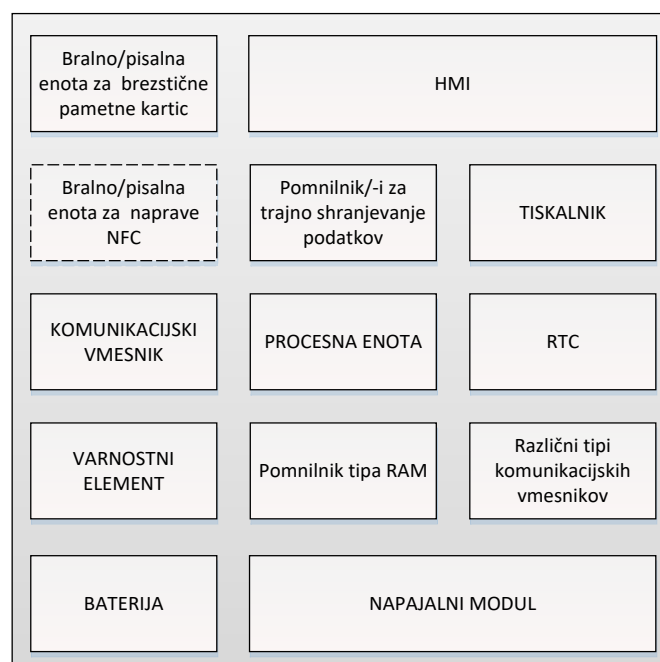 Bralno/pisalna
enota za brezstične
pametne kartic
HMI
Bralno/pisalna
enota za naprave
NFC
Pomnilnik/-i za
trajno shranjevanje
podatkov
TISKALNIK
KOMUNIKACIJSKI
VMESNIK
PROCESNA ENOTA
RTC
VARNOSTNI
ELEMENT
Pomnilnik tipa RAM
Različni tipi
komunikacijskih
vmesnikov
BATERIJA
NAPAJALNI MODUL